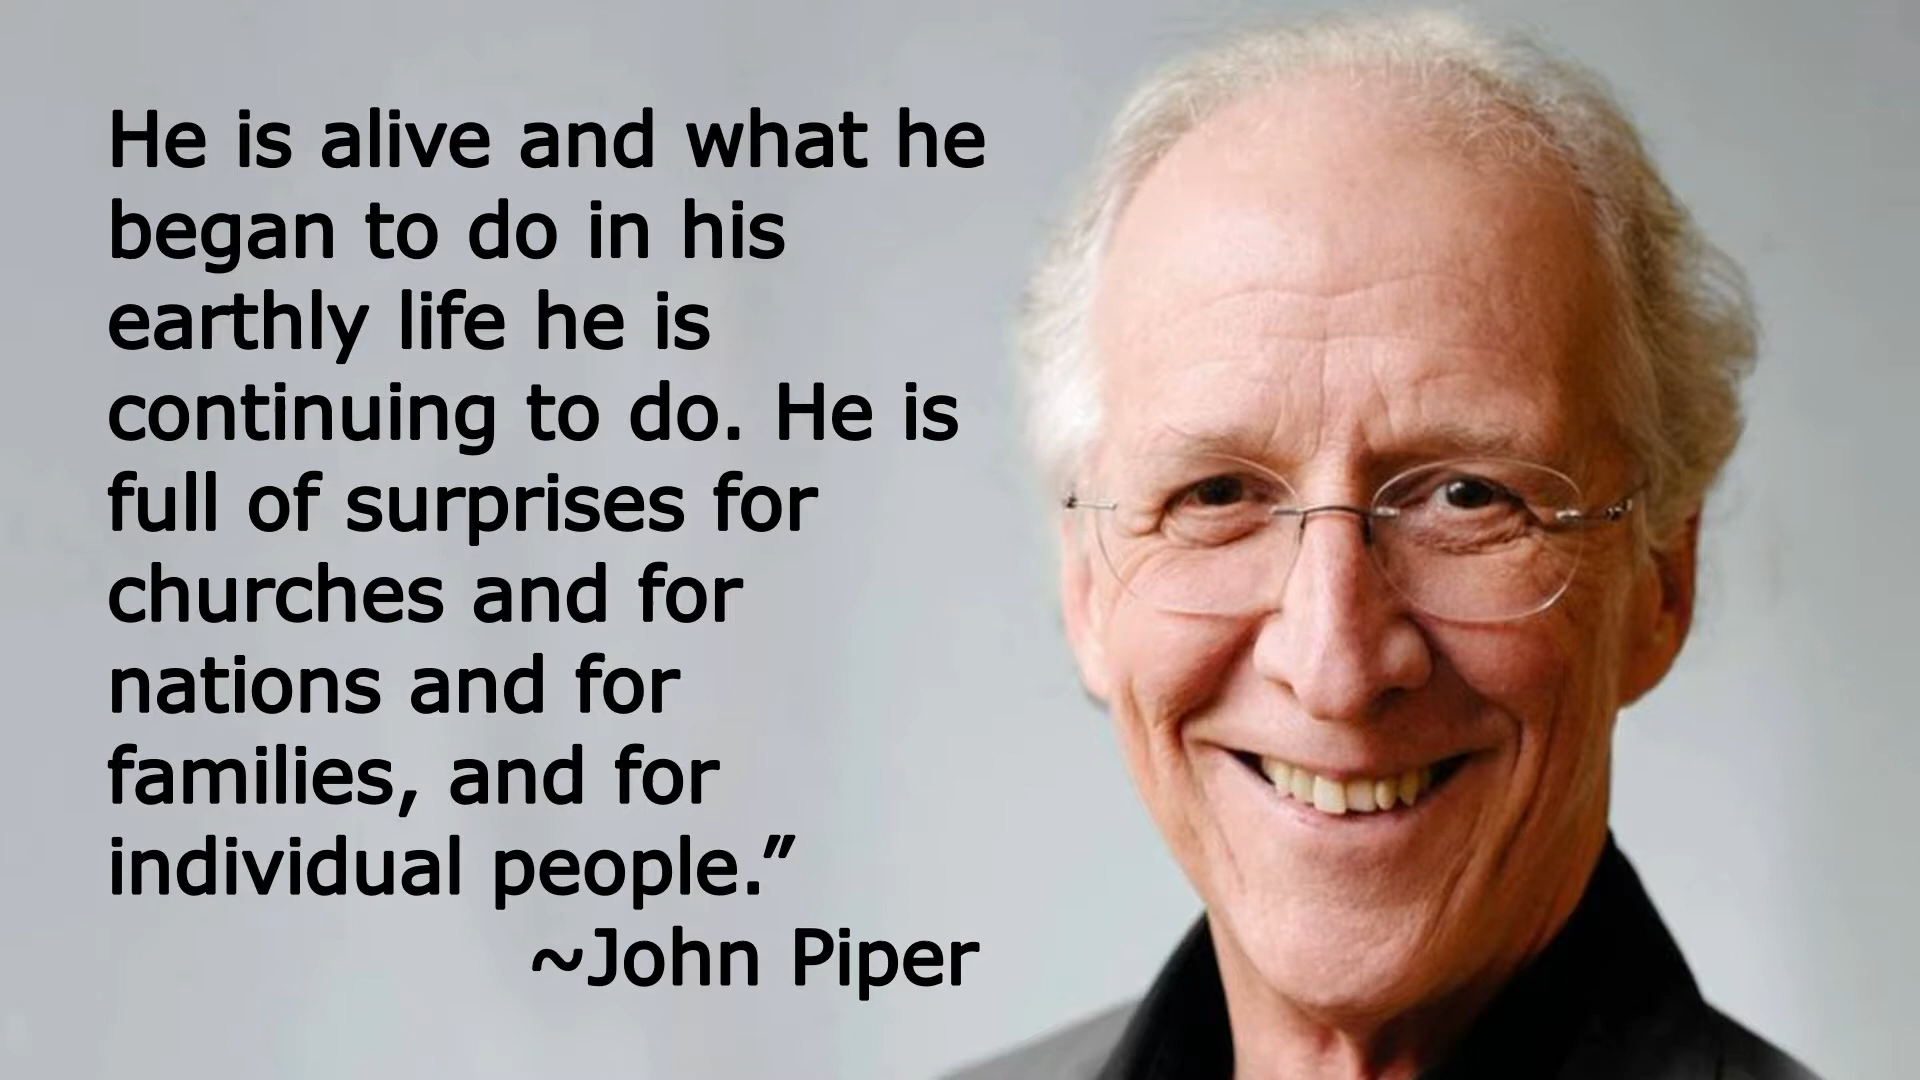 He is alive and what he
began to do in his
earthly life he is
continuing to do. He is
full of surprises for
churches and for
nations and for
families, and for
individual people.”
~John Piper